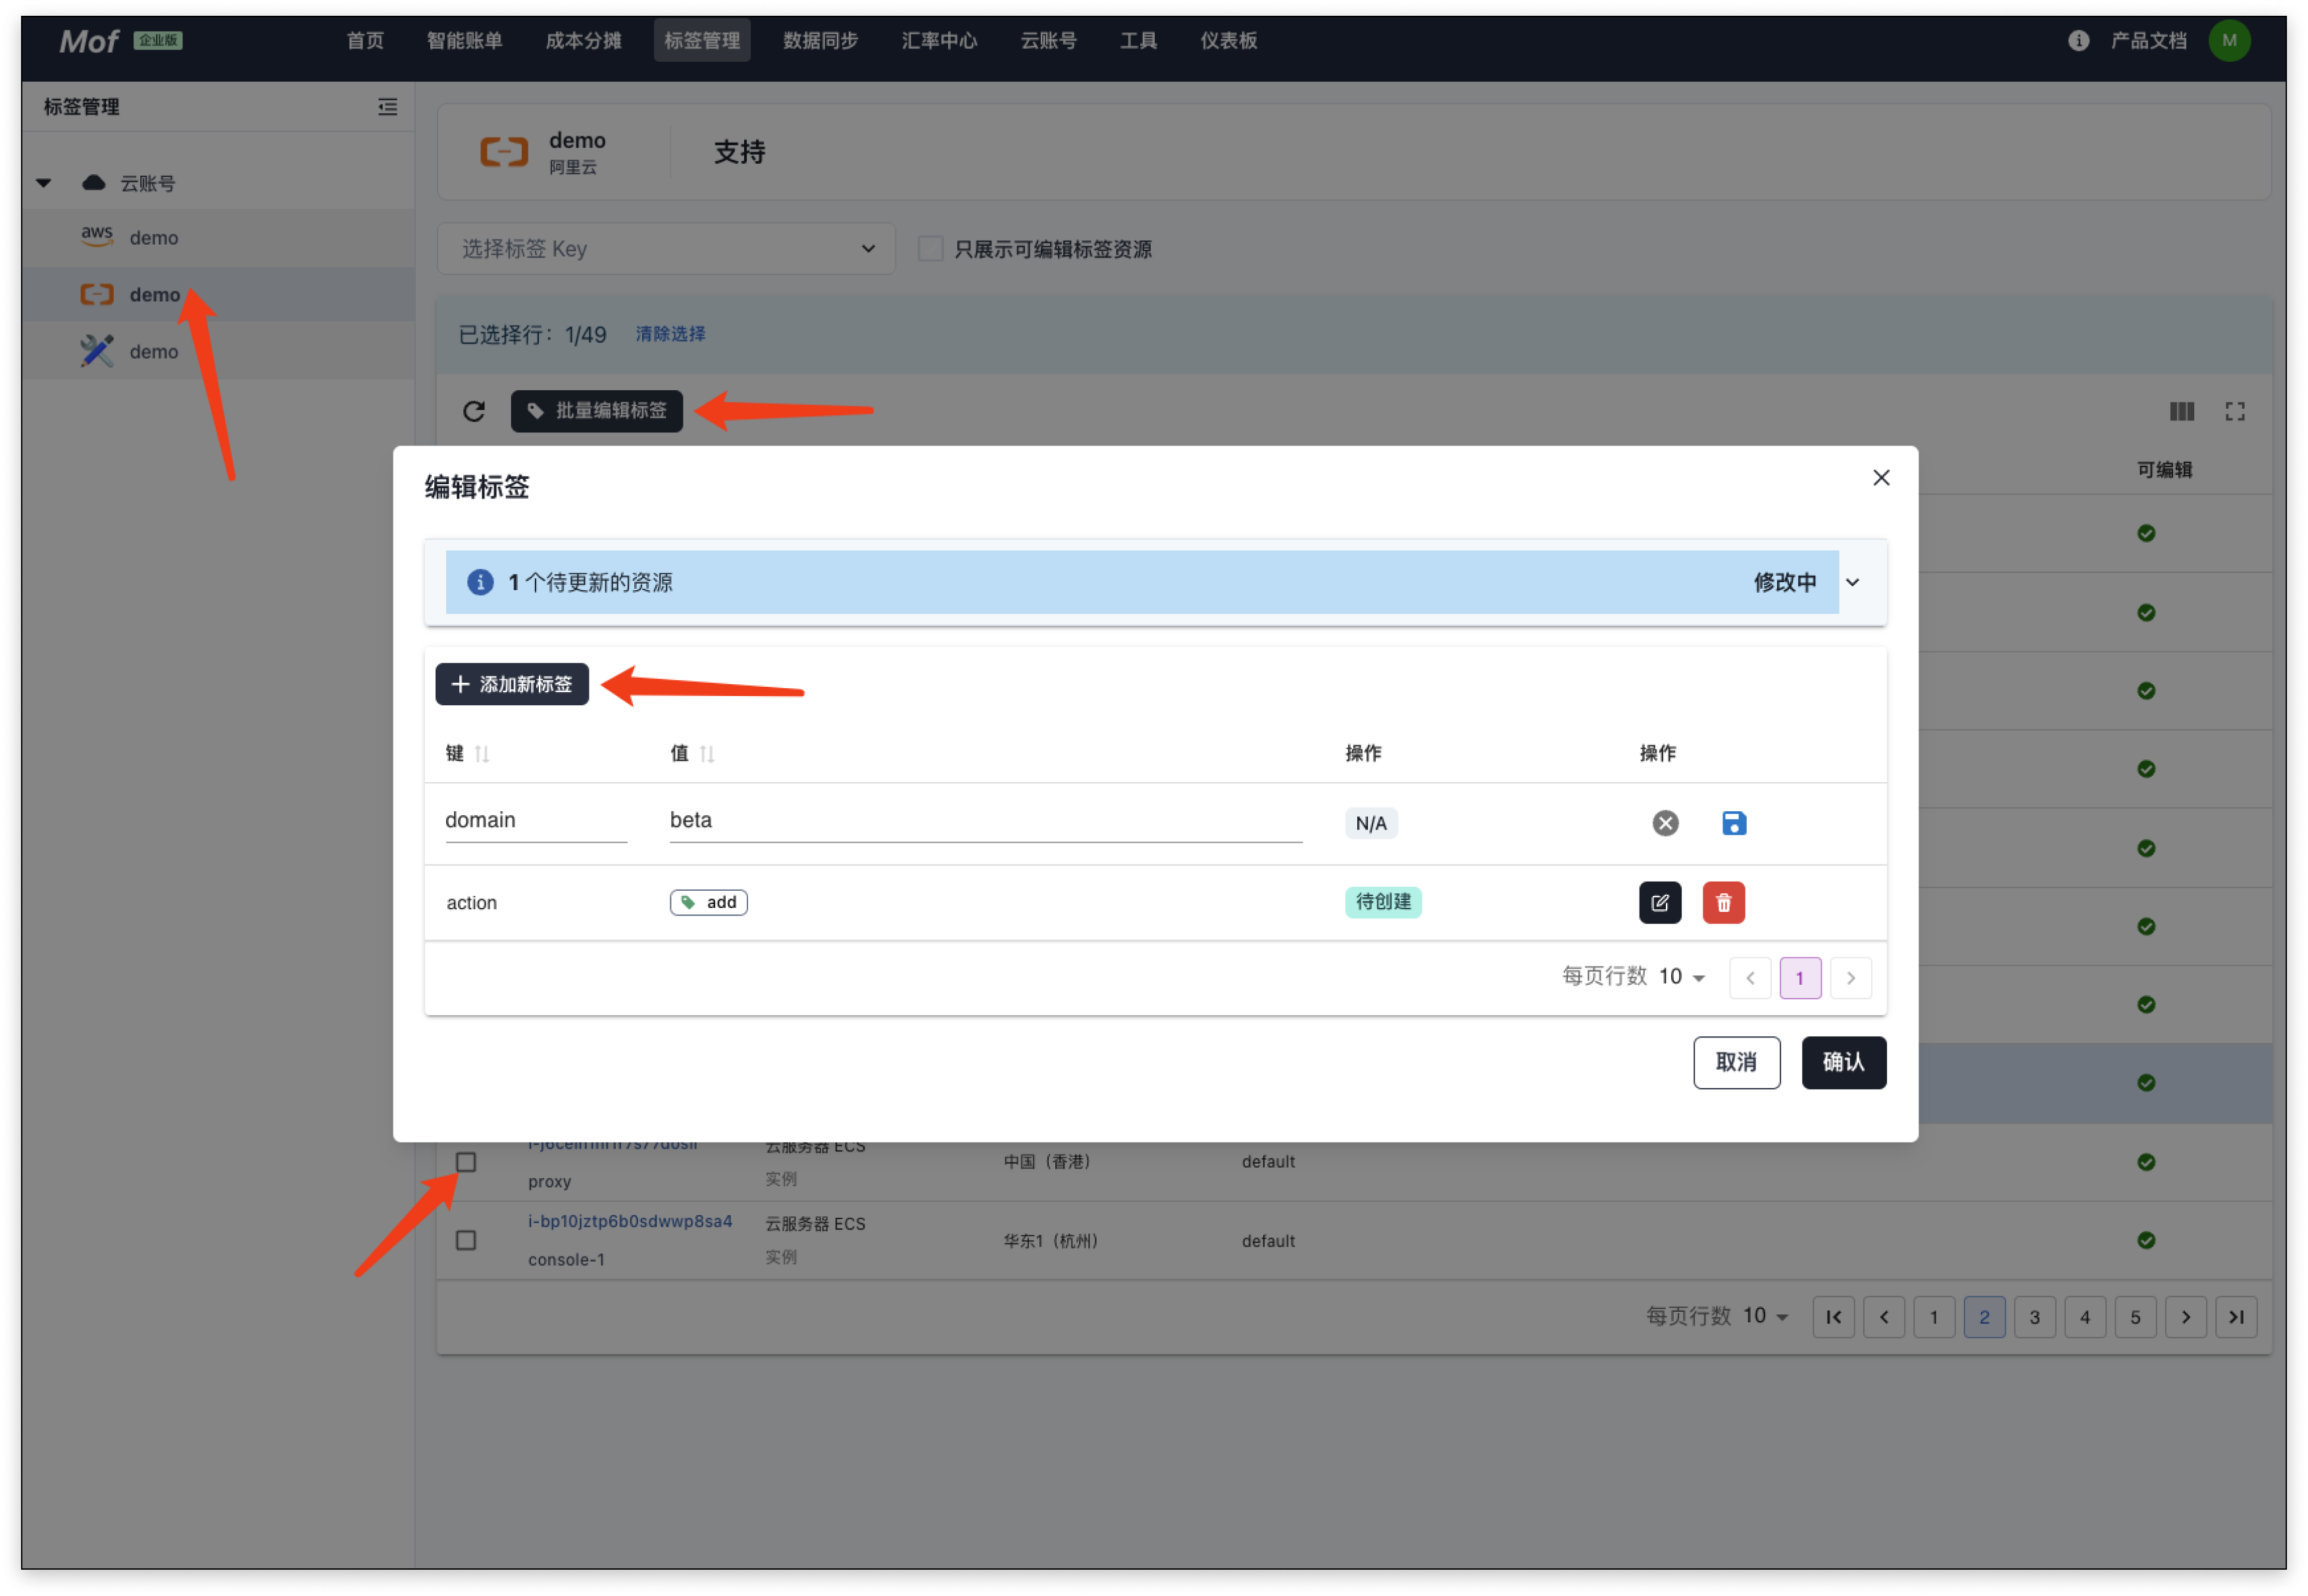 Mof 企业版 首页 智能账单 成本分摊 标签管理 数据同步 汇率中心 云账号 工具 仪表板 产品文档 M
标签管理
云账号
aws demo
demo
demo
demo
阿里云
支持
选择标签 Key
只展示可编辑标签资源
已选择行：1/49 清除选择
批量编辑标签
可编辑
编辑标签
1 个待更新的资源 修改中
添加新标签
键 值 操作 操作
domain beta N/A
action add 待创建
每页行数 10 1
取消 确认
云服务器 ECS
proxy 实例 中国（香港） default
i-bp10jztp6b0sdwwp8sa4 云服务器 ECS
console-1 实例 华东1（杭州） default
每页行数 10 1 2 3 4 5